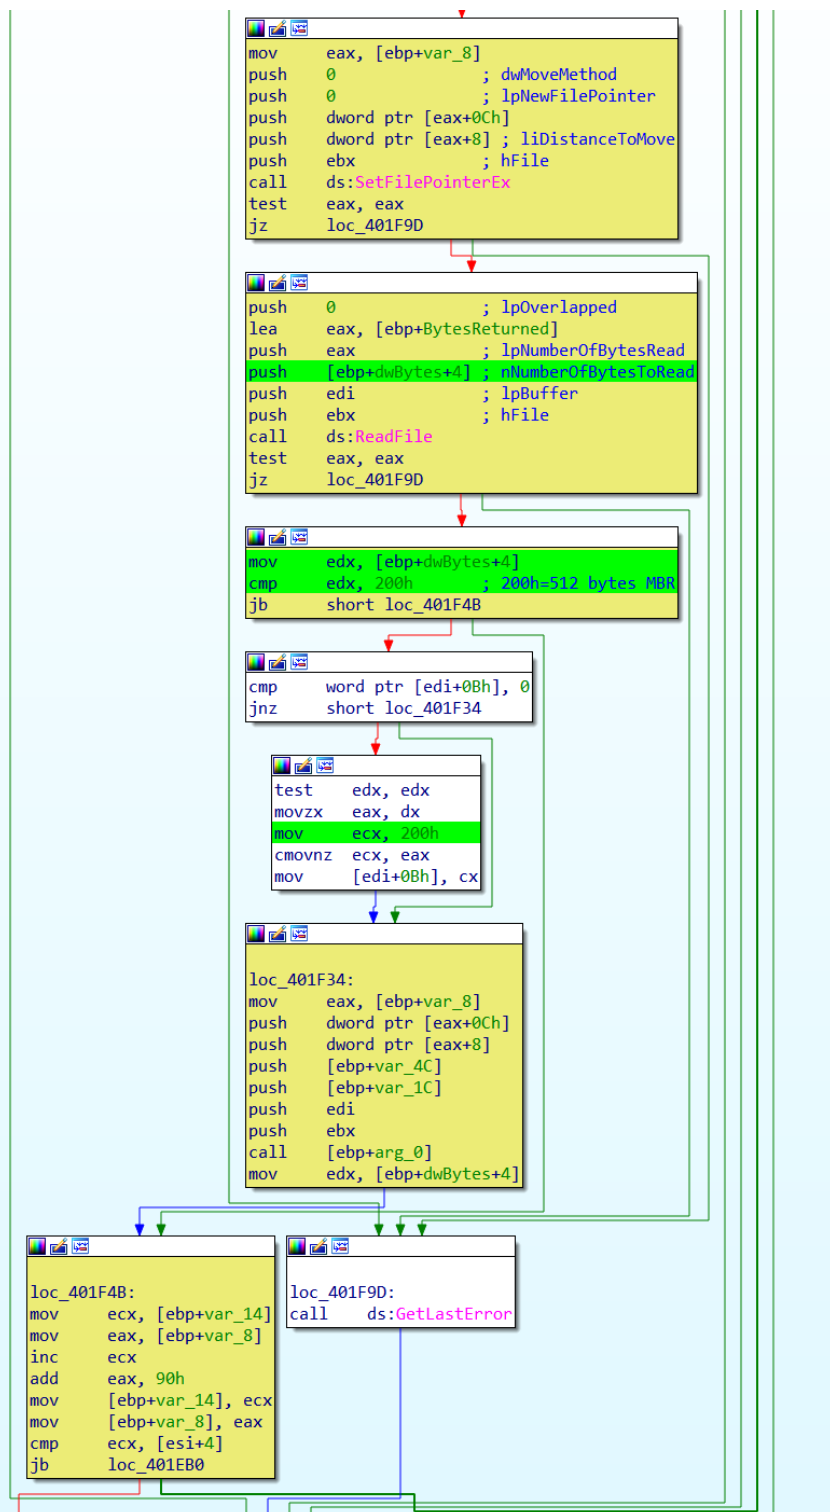 mov eax, [ebp+var_8]
push 0 ; dwMoveMethod
push 0 ; lpNewFilePointer
push dword ptr [eax+0Ch]
push dword ptr [eax+8] ; liDistanceToMove
push ebx ; hFile
call ds:SetFilePointerEx
test eax, eax
jz loc_401F9D
push 0 ; lpOverlapped
lea eax, [ebp+BytesReturned]
push eax ; lpNumberOfBytesRead
push [ebp+dwBytes+4] ; nNumberOfBytesToRead
push edi ; lpBuffer
push ebx ; hFile
call ds:ReadFile
test eax, eax
jz loc_401F9D
mov edx, [ebp+dwBytes+4]
cmp edx, 200h ; 200h=512 bytes MBR
jb short loc_401F4B
cmp word ptr [edi+0Bh], 0
jnz short loc_401F34
test edx, edx
movzx eax, dx
mov ecx, 200h
cmovnz ecx, eax
mov [edi+0Bh], cx
loc_401F34:
mov eax, [ebp+var_8]
push dword ptr [eax+0Ch]
push dword ptr [eax+8]
push [ebp+var_4C]
push [ebp+var_1C]
push edi
push ebx
call [ebp+arg_0]
mov edx, [ebp+dwBytes+4]
loc_401F4B:
mov ecx, [ebp+var_14]
mov eax, [ebp+var_8]
inc ecx
add eax, 90h
mov [ebp+var_14], ecx
mov [ebp+var_8], eax
cmp ecx, [esi+4]
jb loc_401EB0
loc_401F9D:
call ds:GetLastError